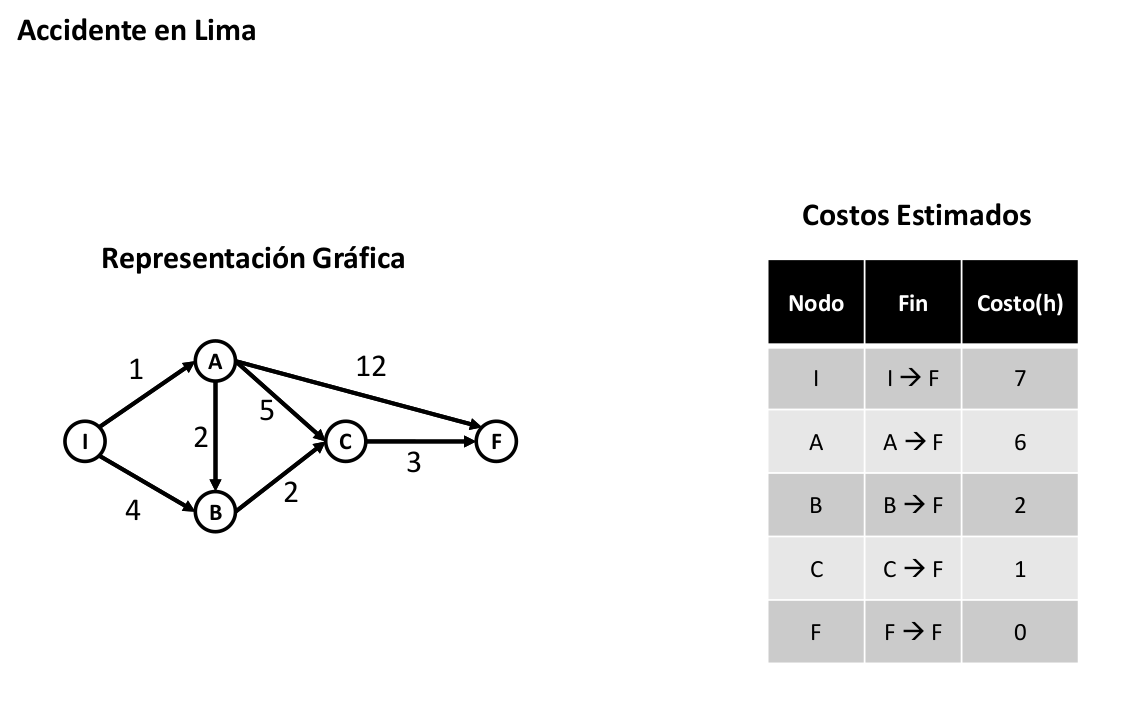 Accidente en Lima
Costos Estimados
Representación Gráfica
Nodo Fin Costo(h)
I I → F 7
A A → F 6
B B → F 2
C C → F 1
F F → F 0
A
1
12
5
I
2
C
F
3
4
2
B